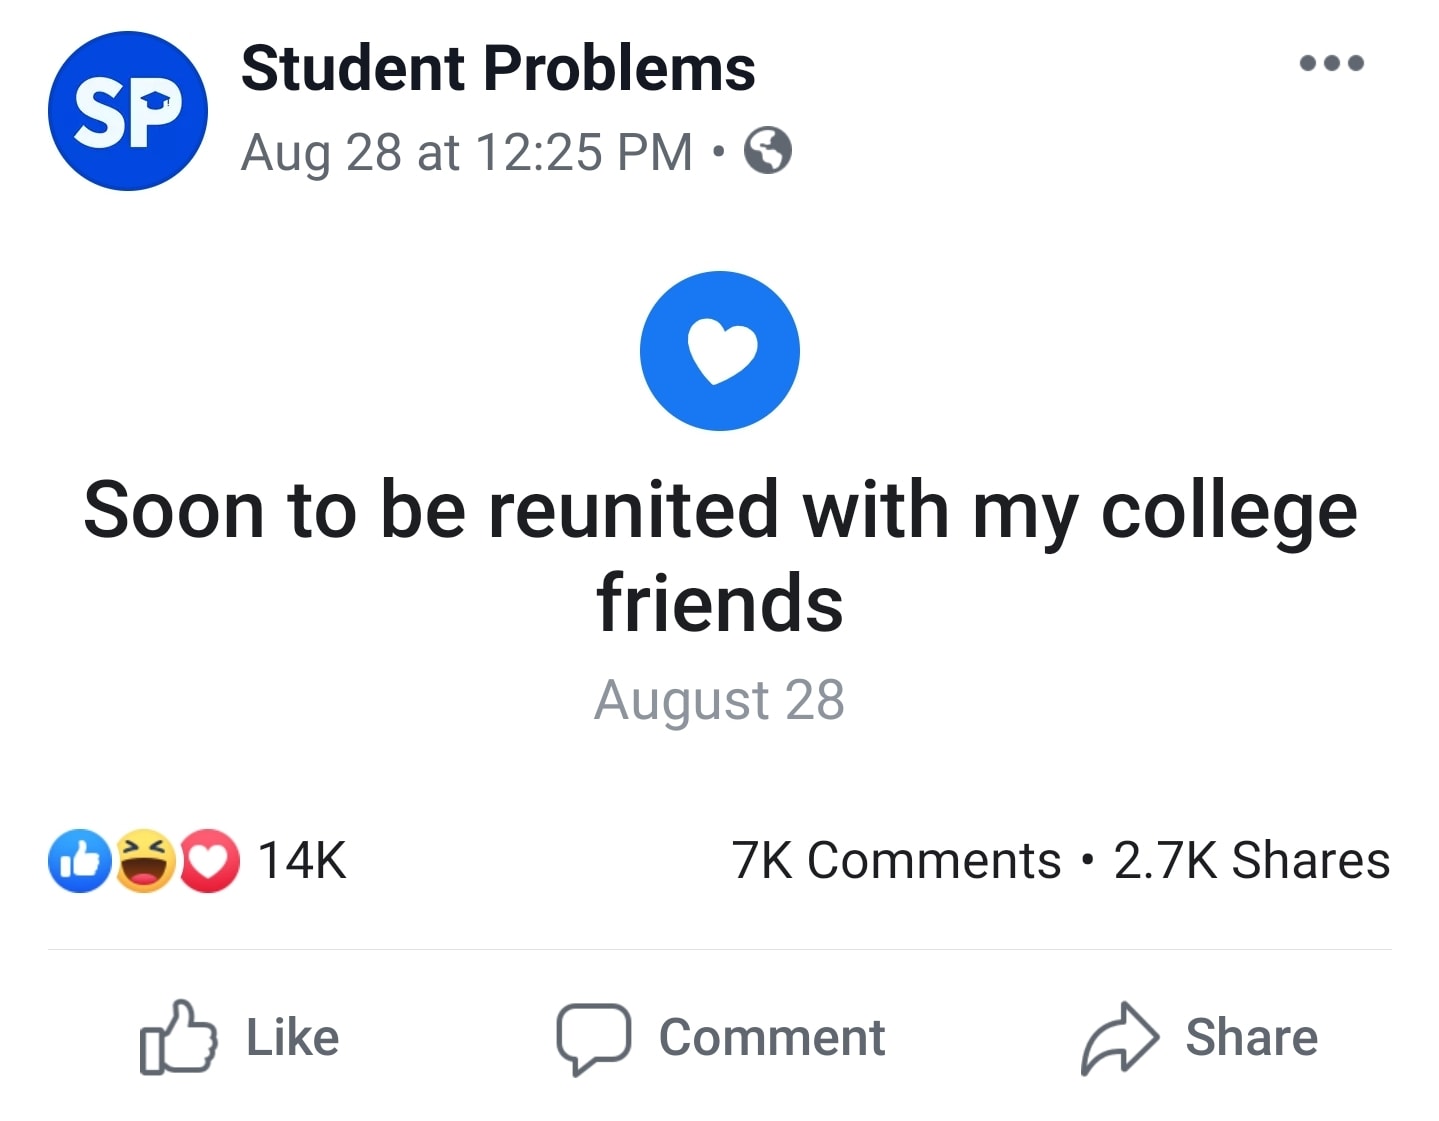 SP
Student Problems
Aug 28 at 12:25 PM •
Soon to be reunited with my college
friends
August 28
14K
7K Comments • 2.7K Shares
Like
Comment
Share